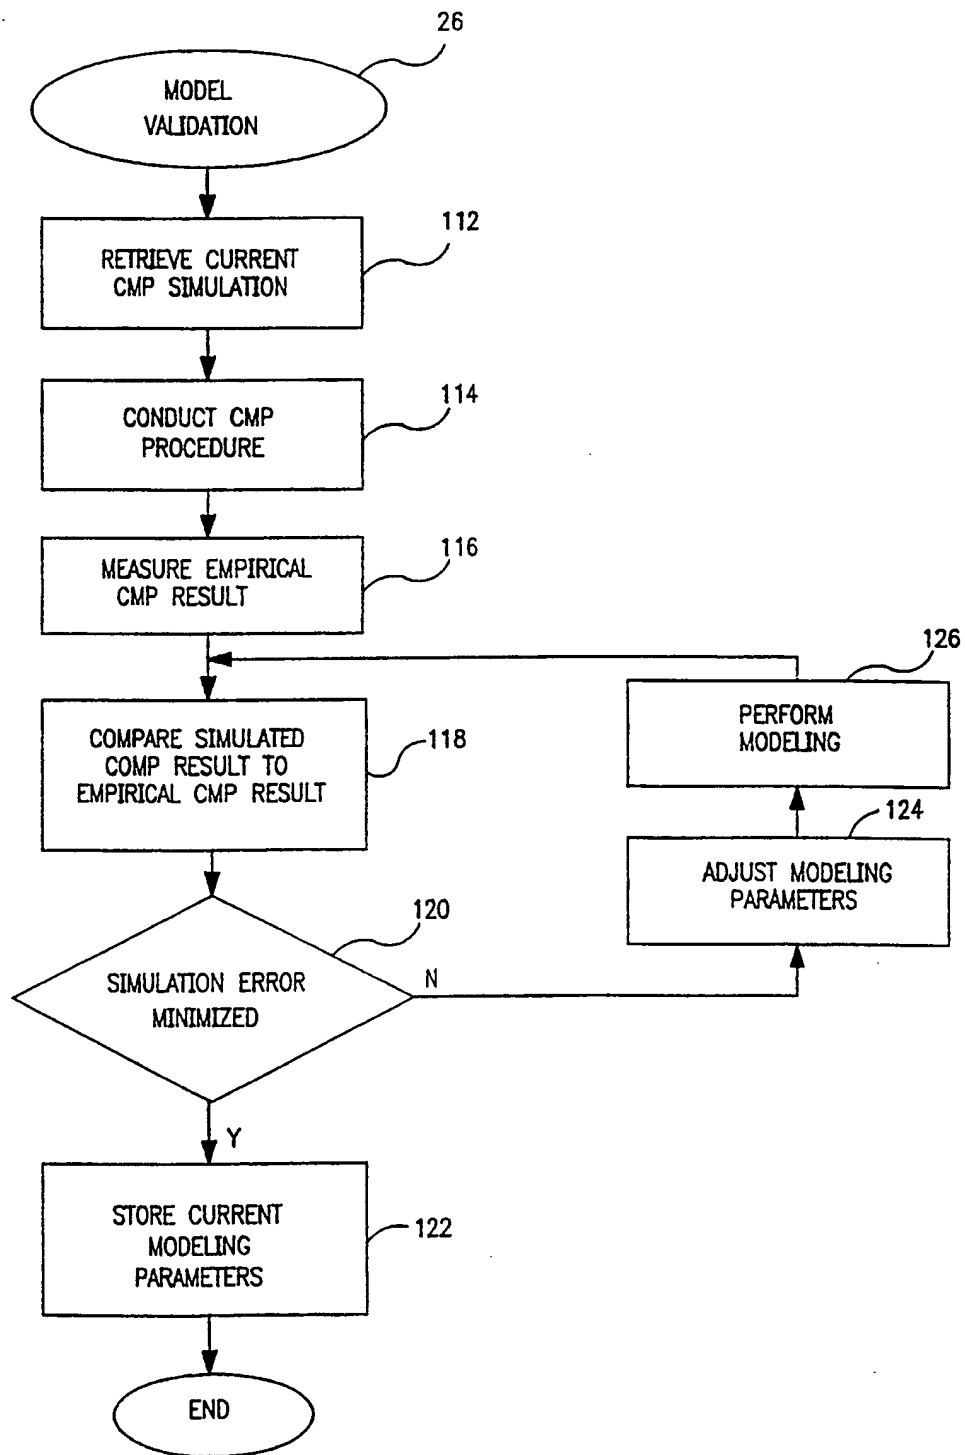 26
MODEL
VALIDATION
112
RETRIEVE CURRENT
CMP SIMULATION
114
CONDUCT CMP
PROCEDURE
116
MEASURE EMPIRICAL
CMP RESULT
126
PERFORM
MODELING
118
COMPARE SIMULATED
COMP RESULT TO
EMPIRICAL CMP RESULT
124
ADJUST MODELING
PARAMETERS
120
SIMULATION ERROR
MINIMIZED
N
Y
STORE CURRENT
MODELING
PARAMETERS
122
END